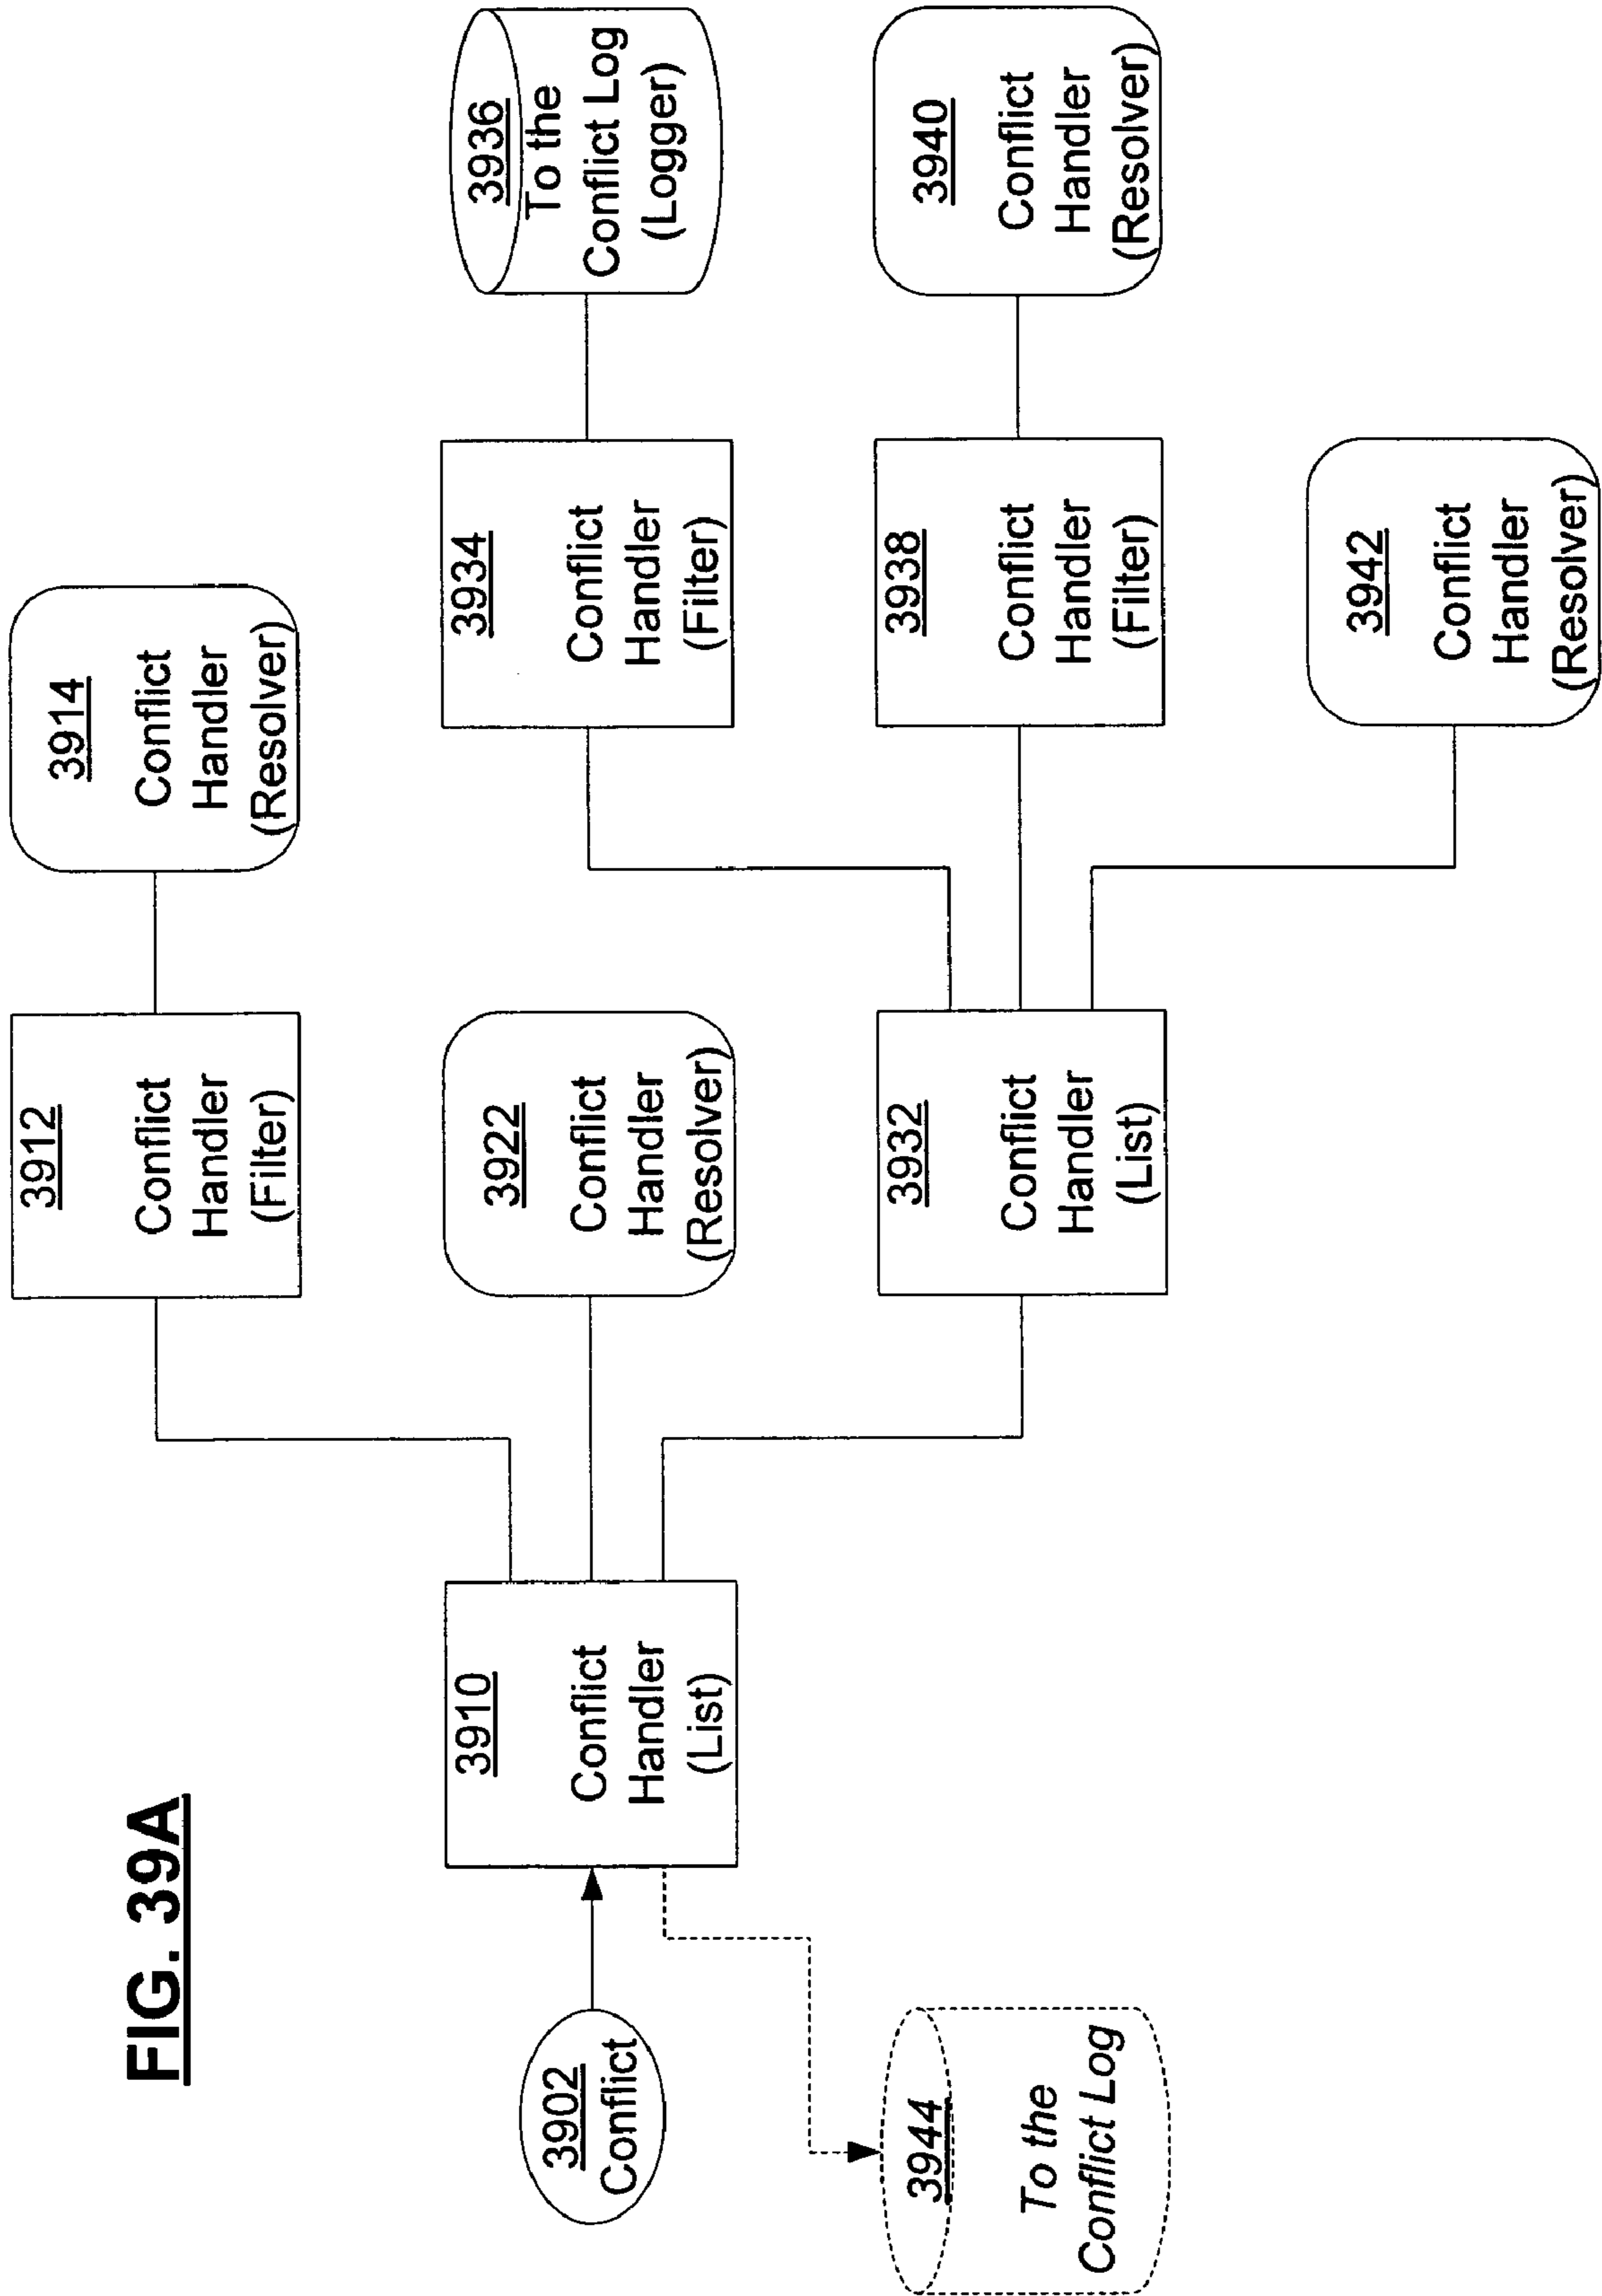 FIG. 39A
3902
Conflict
3944
To the
Conflict Log
3910
Conflict
Handler
(List)
3912
Conflict
Handler
(Filter)
3914
Conflict
Handler
(Resolver)
3922
Conflict
Handler
(Resolver)
3932
Conflict
Handler
(List)
3934
Conflict
Handler
(Filter)
3936
To the
Conflict Log
(Logger)
3938
Conflict
Handler
(Filter)
3940
Conflict
Handler
(Resolver)
3942
Conflict
Handler
(Resolver)